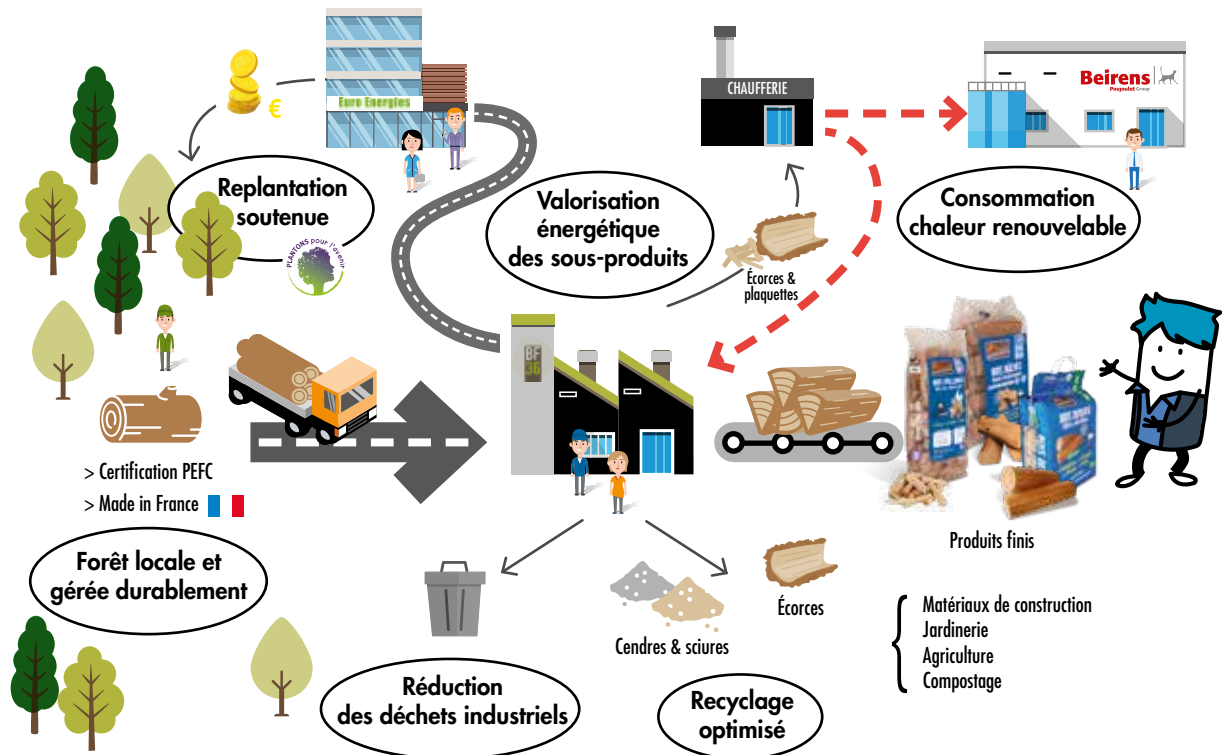 €
Euro Energies
Replantation
soutenue
PLANTONS pour l'avenir
Valorisation
énergétique
des sous-produits
CHAUFFERIE
Écorces &
plaquettes
Beirens
Poujoulat Group
Consommation
chaleur renouvelable
BF
36
> Certification PEFC
> Made in France
Forêt locale et
gérée durablement
Produits finis
Réduction
des déchets industriels
Cendres & sciures
Écorces
Recyclage
optimisé
Matériaux de construction
Jardinerie
Agriculture
Compostage